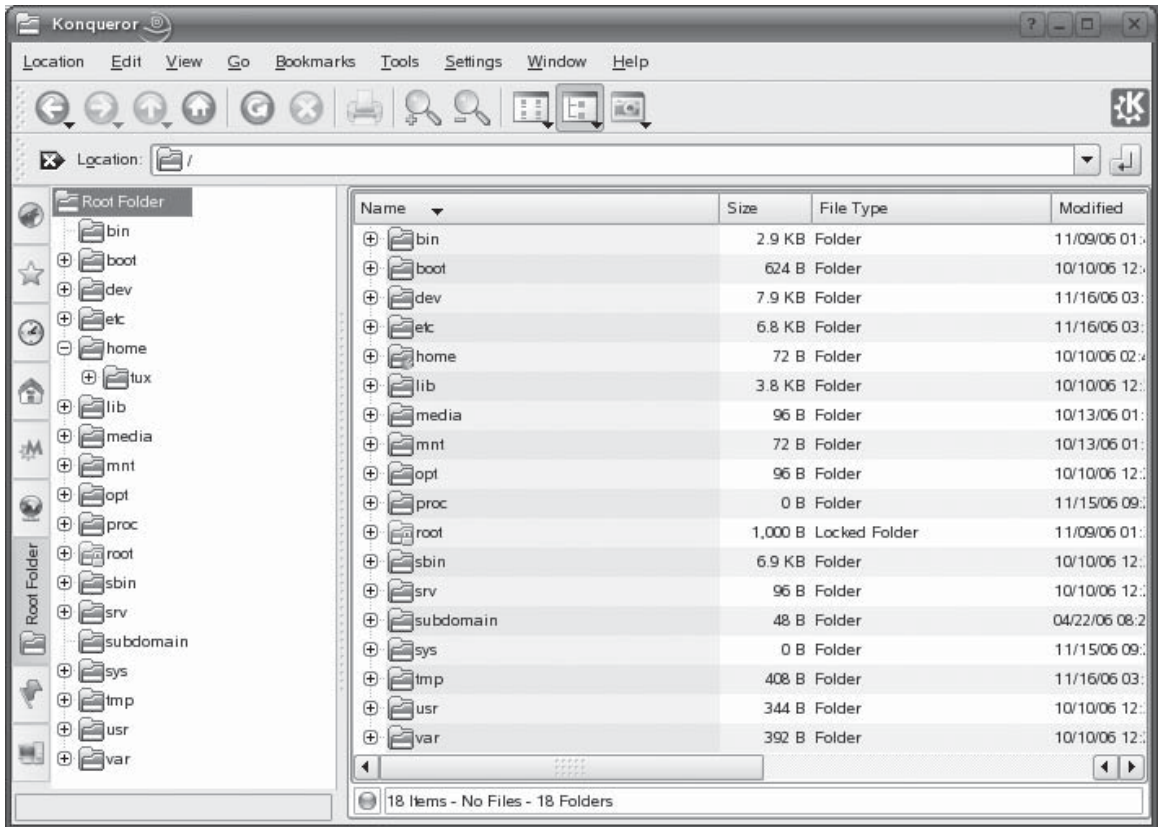 Konqueror
Location Edit View Go Bookmarks Tools Settings Window Help
Location: /
Root Folder
bin
boot
dev
etc
home
tux
lib
media
mnt
opt
proc
root
sbin
srv
subdomain
sys
tmp
usr
var
Root Folder
Name Size File Type Modified
bin 2.9 KB Folder 11/09/06 01:
boot 624 B Folder 10/10/06 12:
dev 7.9 KB Folder 11/16/06 03:
etc 6.8 KB Folder 11/16/06 03:
home 72 B Folder 10/10/06 02:
lib 3.8 KB Folder 10/10/06 12:
media 96 B Folder 10/13/06 01:
mnt 72 B Folder 10/13/06 01:
opt 96 B Folder 10/10/06 12:
proc 0 B Folder 11/15/06 09:
root 1,000 B Locked Folder 11/09/06 01:
sbin 6.9 KB Folder 10/10/06 12:
srv 96 B Folder 10/10/06 12:
subdomain 48 B Folder 04/22/06 08:2
sys 0 B Folder 11/15/06 09:
tmp 408 B Folder 11/16/06 03:
usr 344 B Folder 10/10/06 12:
var 392 B Folder 10/10/06 12:
18 Items - No Files - 18 Folders